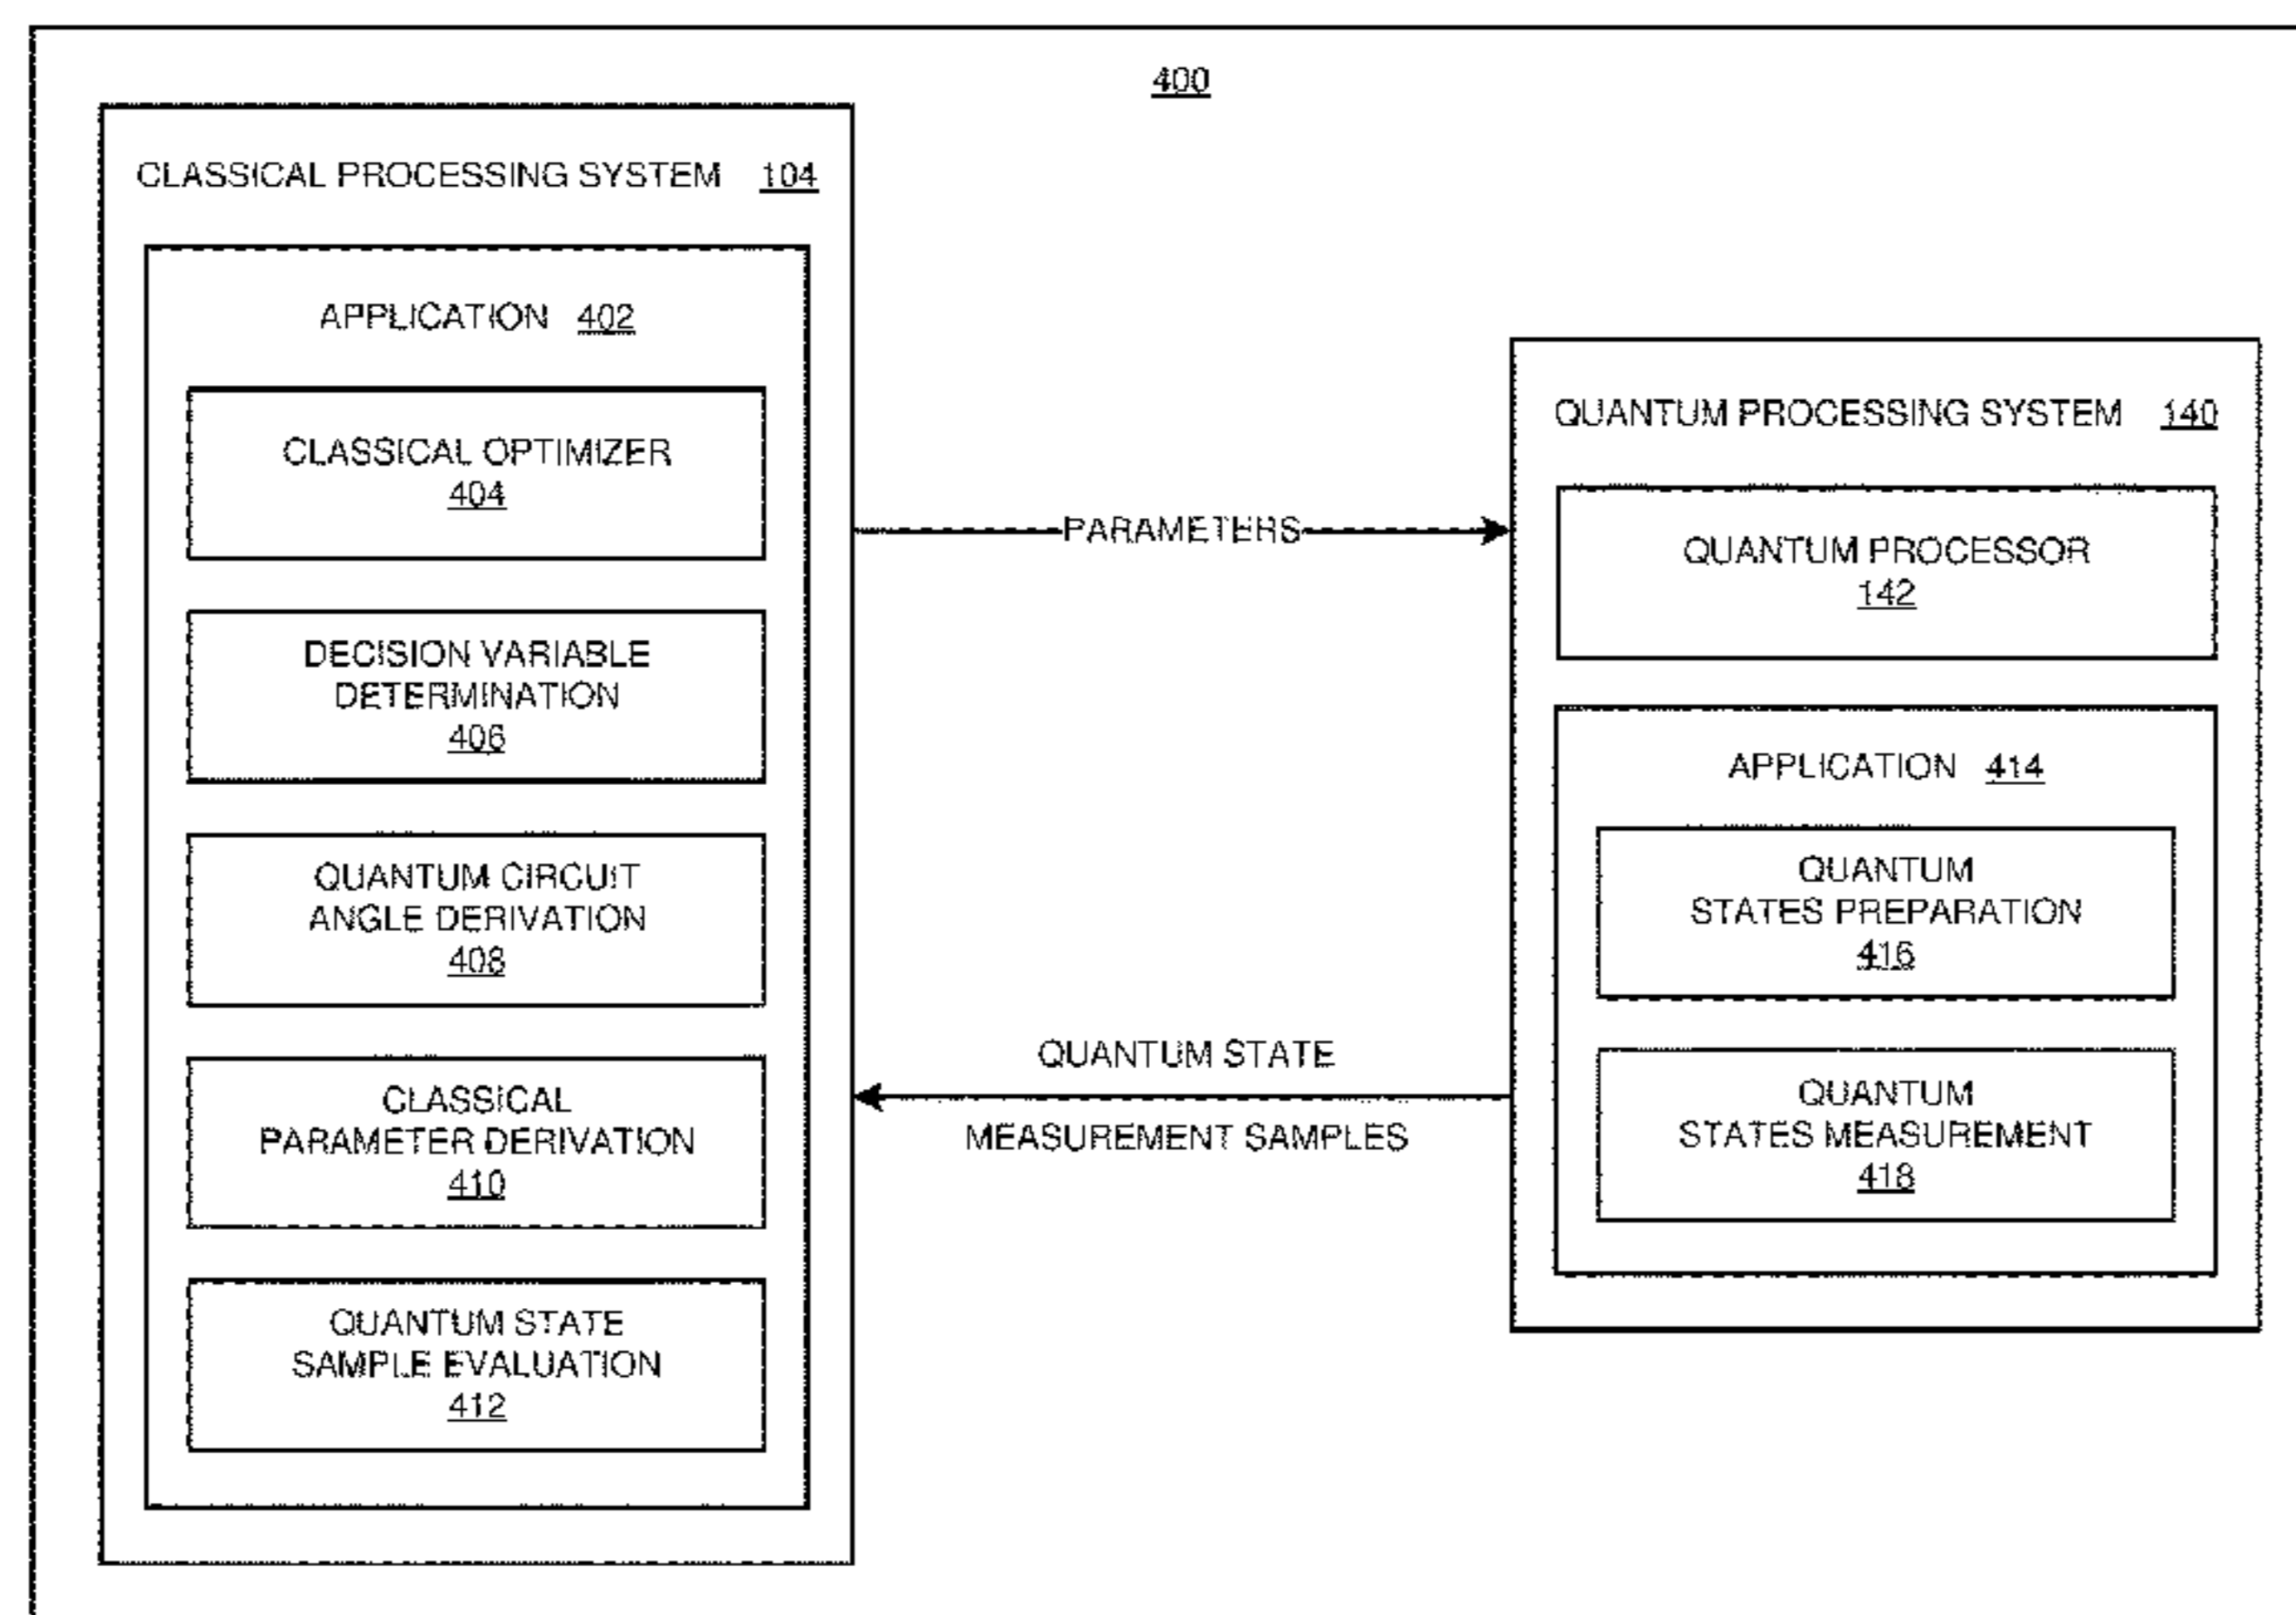 400
CLASSICAL PROCESSING SYSTEM 104
APPLICATION 402
CLASSICAL OPTIMIZER
404
DECISION VARIABLE
DETERMINATION
406
QUANTUM CIRCUIT
ANGLE DERIVATION
408
CLASSICAL
PARAMETER DERIVATION
410
QUANTUM STATE
SAMPLE EVALUATION
412
PARAMETERS
QUANTUM STATE
MEASUREMENT SAMPLES
QUANTUM PROCESSING SYSTEM 140
QUANTUM PROCESSOR
142
APPLICATION 414
QUANTUM
STATES PREPARATION
416
QUANTUM
STATES MEASUREMENT
418